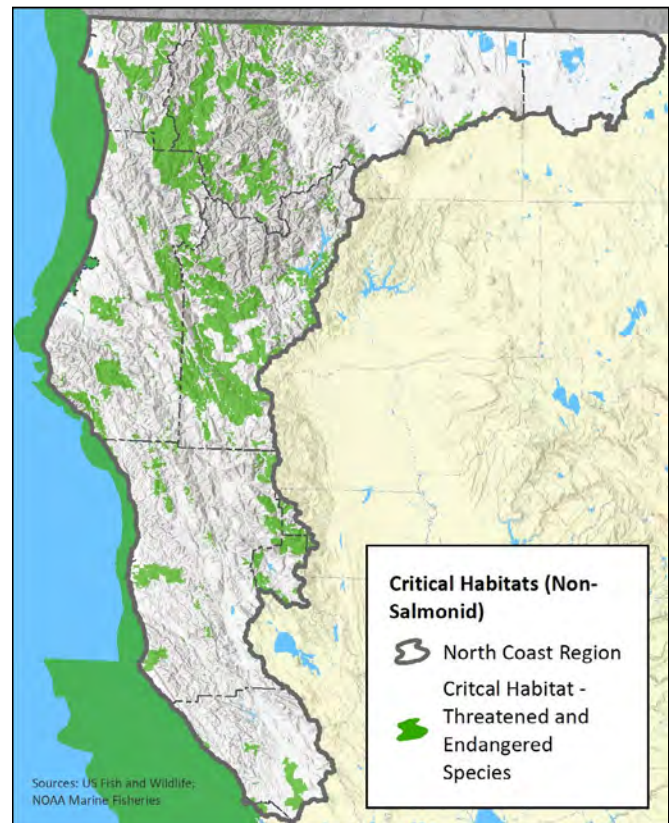 Critical Habitats (Non-
Salmonid)
North Coast Region
Critcal Habitat -
Threatened and
Endangered
Species
Sources: US Fish and Wildlife;
NOAA Marine Fisheries